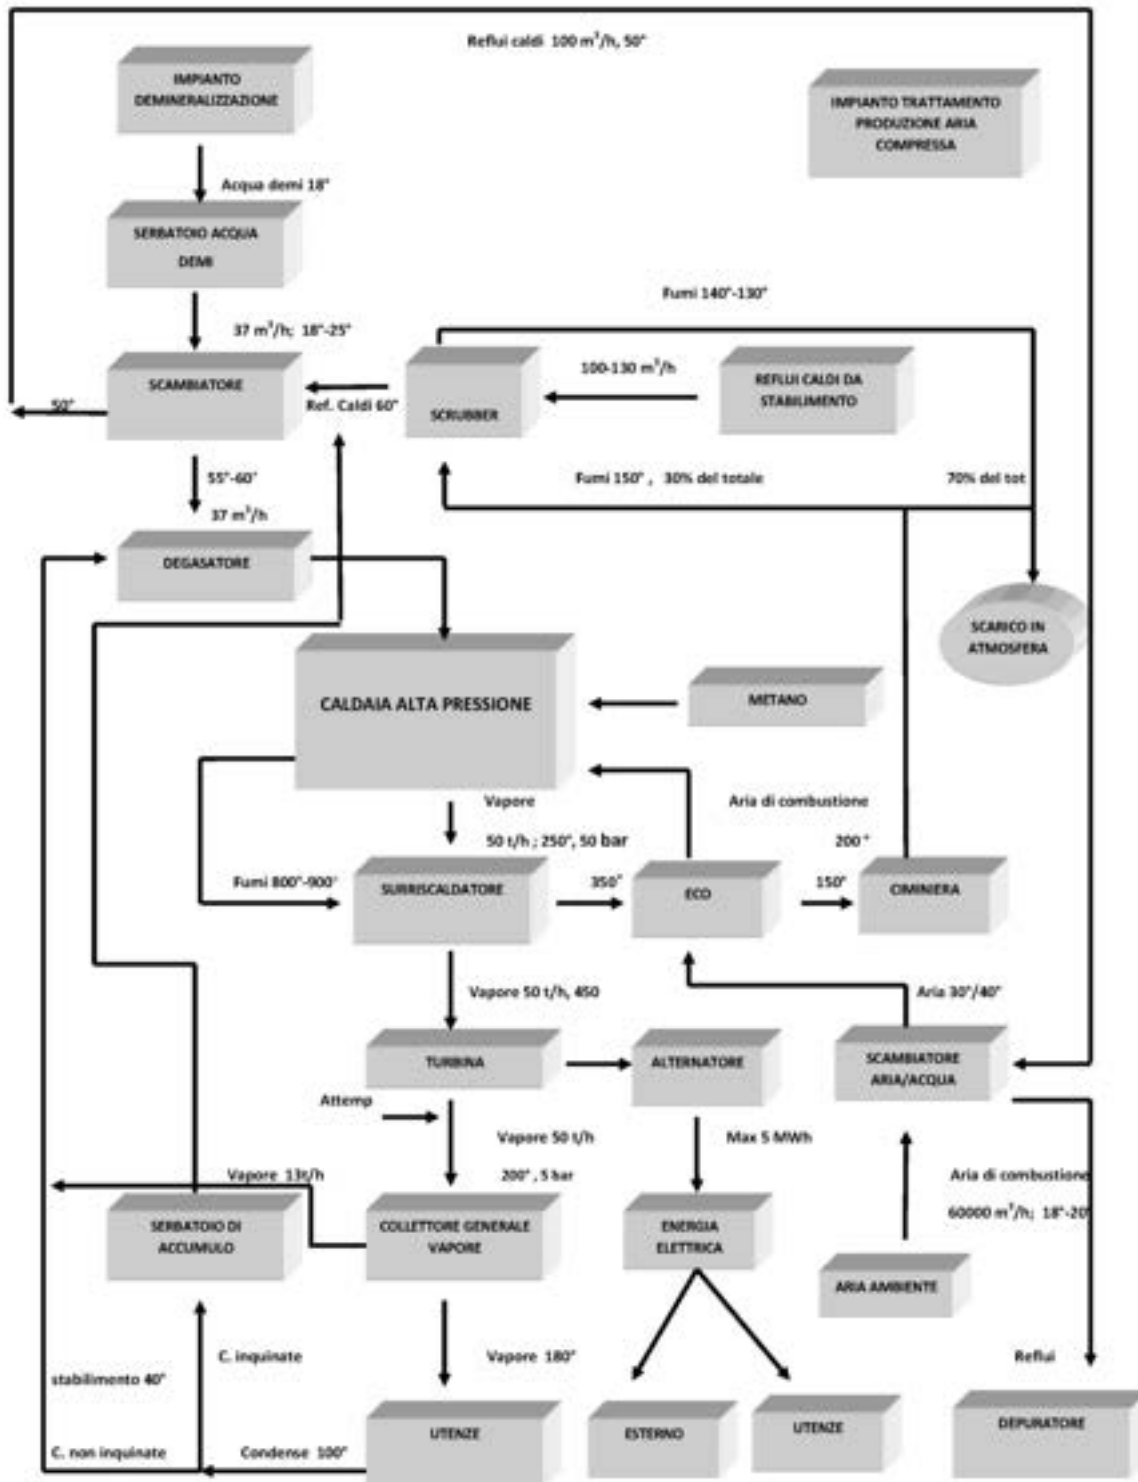 Reflui caldi 100 m³/h, 50°
IMPIANTO
DEMINERALIZZAZIONE
IMPIANTO TRATTAMENTO
PRODUZIONE ARIA
COMPRESSA
Acqua demi 18°
SERBATOIO ACQUA
DEMI
Fumi 140°-130°
37 m³/h; 18°-25°
SCAMBIATORE
50°
Ref. Caldi 60°
SCRUBBER
100-130 m³/h
REFLUI CALDI DA
STABILIMENTO
55°-60°
37 m³/h
Fumi 150° , 30% del totale
70% del tot
DEGASATORE
SCARICO IN
ATMOSFERA
CALDAIA ALTA PRESSIONE
METANO
Vapore
50 t/h ; 250°, 50 bar
Aria di combustione
200 °
Fumi 800°-900°
SURRISCALDATORE
350°
ECO
150°
CIMINIERA
Vapore 50 t/h, 450
Aria 30°/40°
TURBINA
ALTERNATORE
SCAMBIATORE
ARIA/ACQUA
Attemp
Vapore 50 t/h
200° , 5 bar
Max 5 MWh
Vapore 13t/h
Aria di combustione
60000 m³/h; 18°-20°
SERBATOIO DI
ACCUMULO
COLLETTORE GENERALE
VAPORE
ENERGIA
ELETTRICA
ARIA AMBIENTE
C. inquinate
stabilimento 40°
Vapore 180°
Reflui
C. non inquinate
Condense 100°
UTENZE
ESTERNO
UTENZE
DEPURATORE